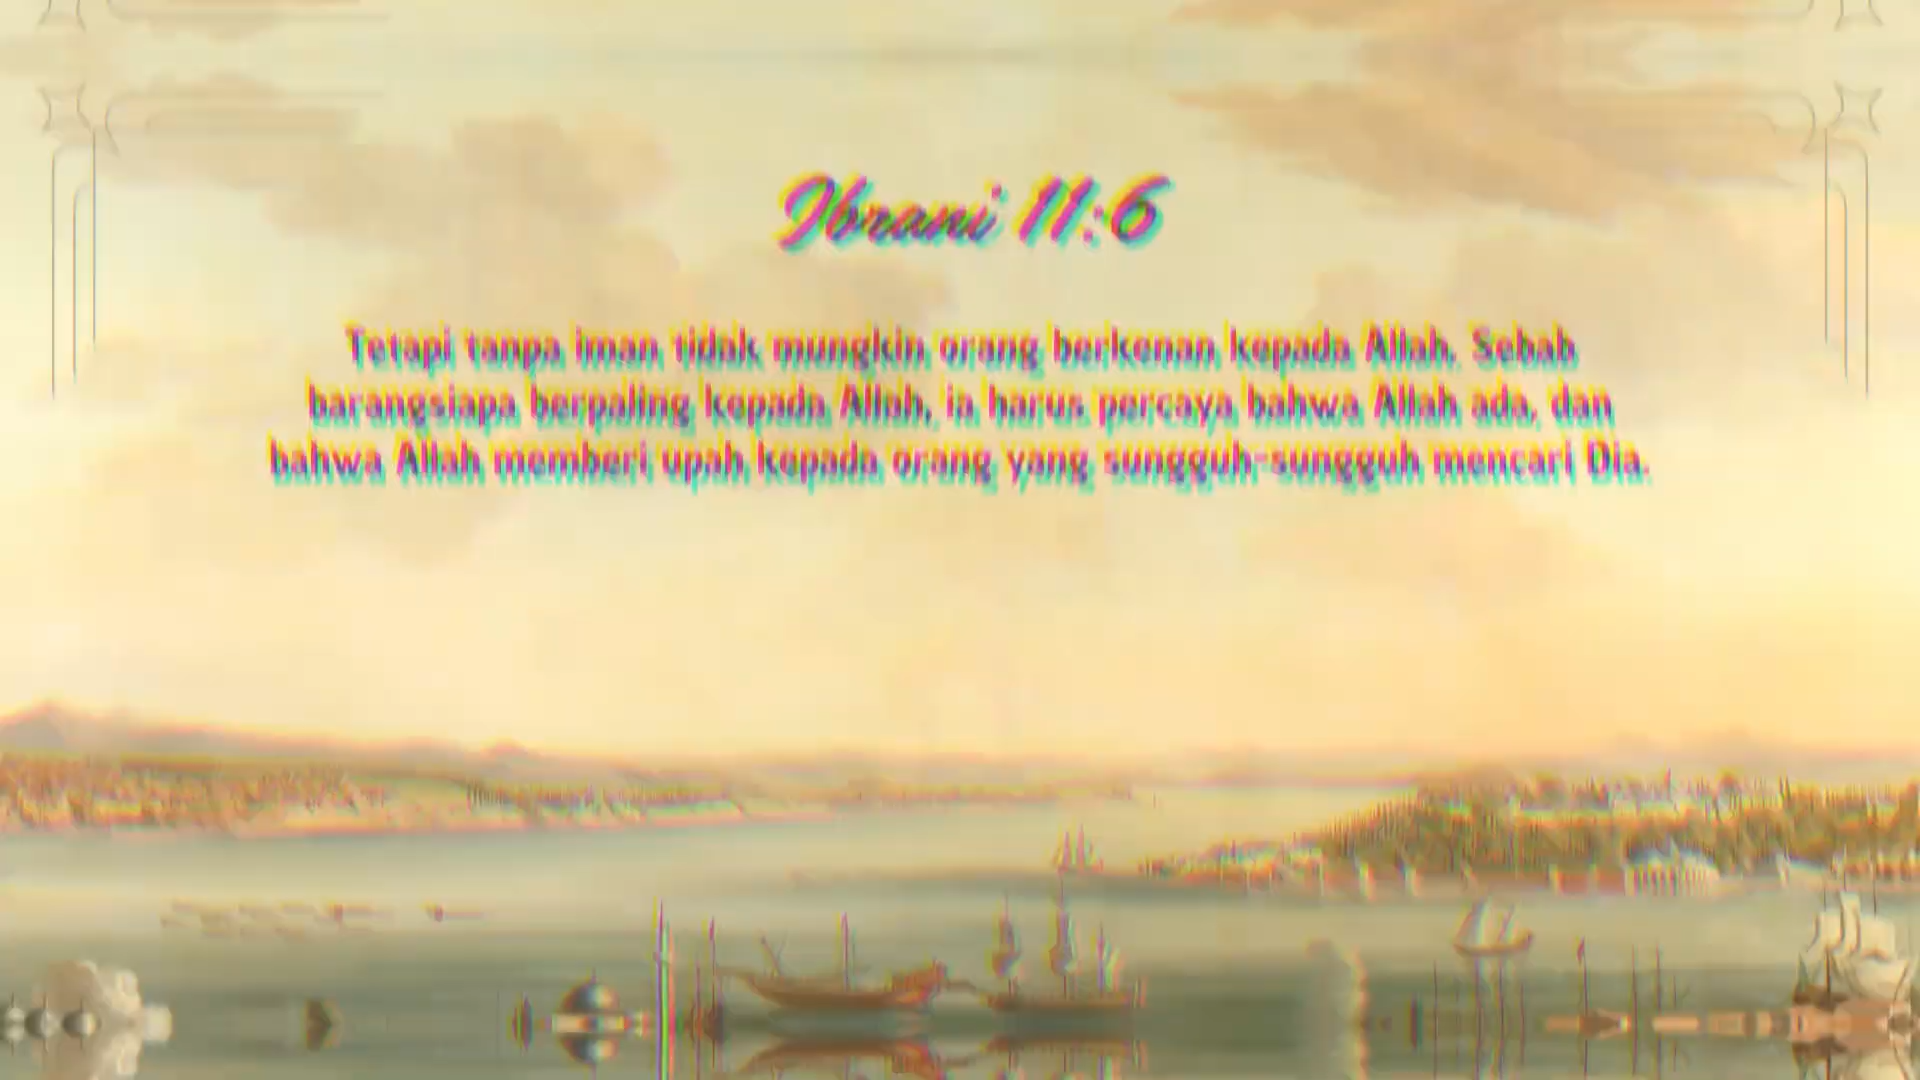 Ibrani 11:6
Tetapi tanpa iman tidak mungkin orang berkenan kepada Allah. Sebab
barangsiapa berpaling kepada Allah, ia harus percaya bahwa Allah ada, dan
bahwa Allah memberi upah kepada orang yang sungguh-sungguh mencari Dia.